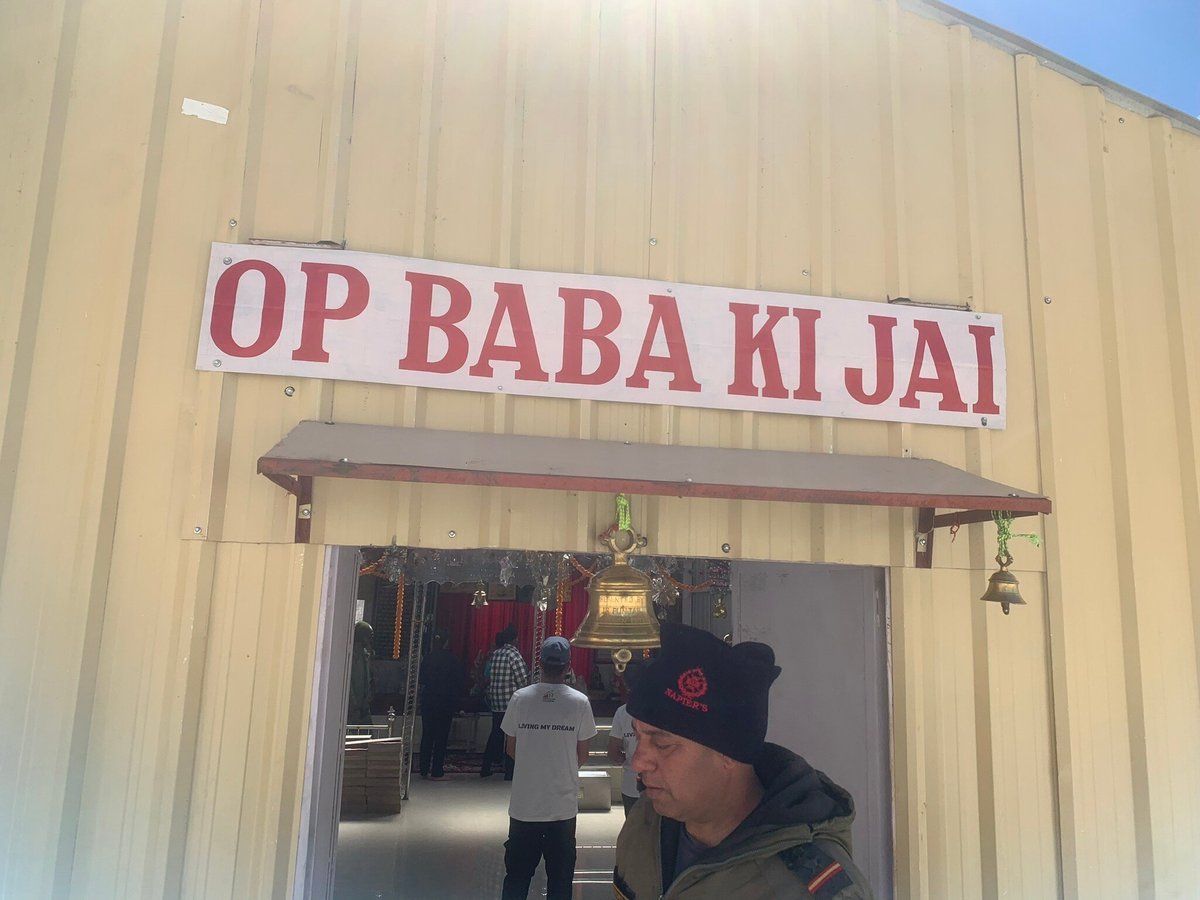 OP BABA KI JAI
LIVING MY DREAM
NAPIER'S